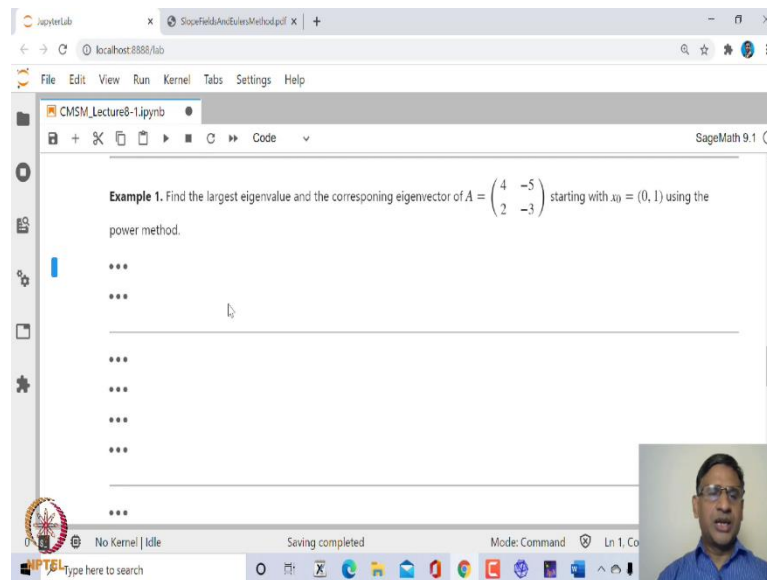 JupyterLab
SlopeFieldsAndEulersMethod.pdf
localhost:8888/lab
File Edit View Run Kernel Tabs Settings Help
CMSM_Lecture8-1.ipynb
Code
SageMath 9.1
Example 1. Find the largest eigenvalue and the corresponing eigenvector of A = ( 4 −5
2 −3 ) starting with x₀ = (0, 1) using the
power method.
No Kernel | Idle
Saving completed
Mode: Command
Ln 1, Co
NPTEL
Type here to search